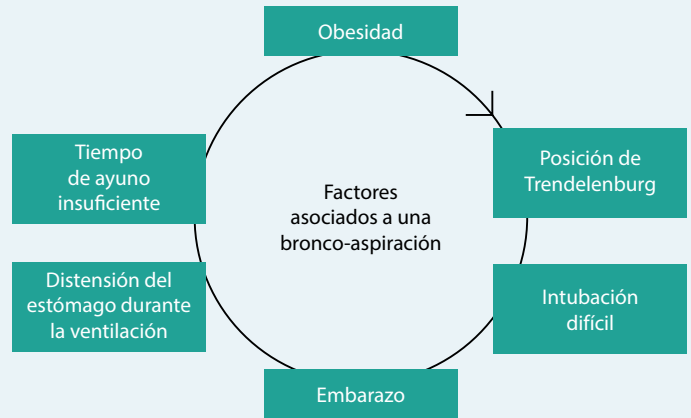 Obesidad
Posición de
Trendelenburg
Intubación
difícil
Embarazo
Distensión del
estómago durante
la ventilación
Tiempo
de ayuno
insuficiente
Factores
asociados a una
bronco-aspiración